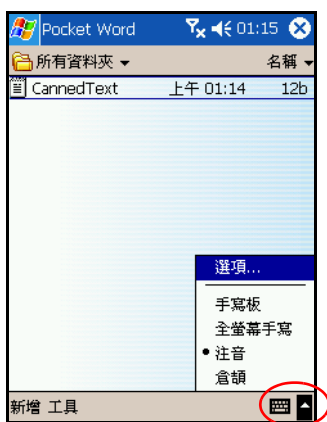 Pocket Word 01:15
所有資料夾 名稱
CannedText 上午 01:14 12b
選項...
手寫板
全螢幕手寫
注音
倉頡
新增 工具